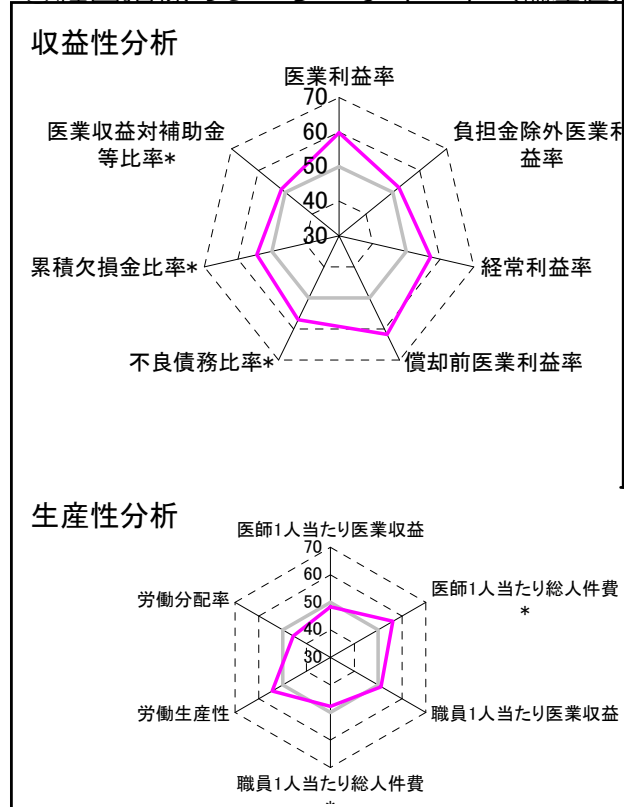 収益性分析
医業利益率
70
60
50
40
30
負担金除外医業利
益率
経常利益率
償却前医業利益率
不良債務比率*
累積欠損金比率*
医業収益対補助金
等比率*
生産性分析
医師1人当たり医業収益
70
60
50
40
30
医師1人当たり総人件費
*
職員1人当たり医業収益
職員1人当たり総人件費
*
労働生産性
労働分配率